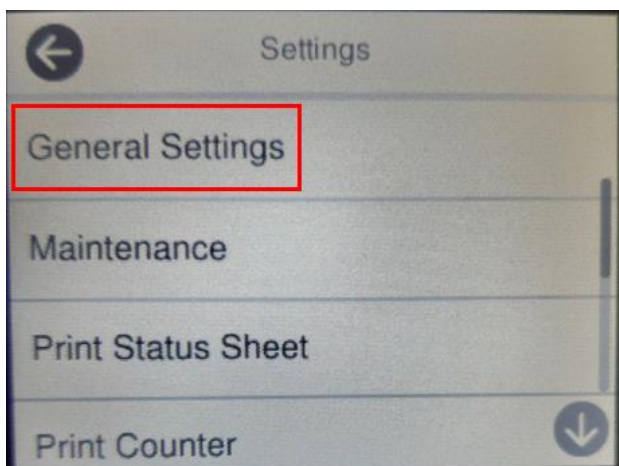 Settings
General Settings
Maintenance
Print Status Sheet
Print Counter